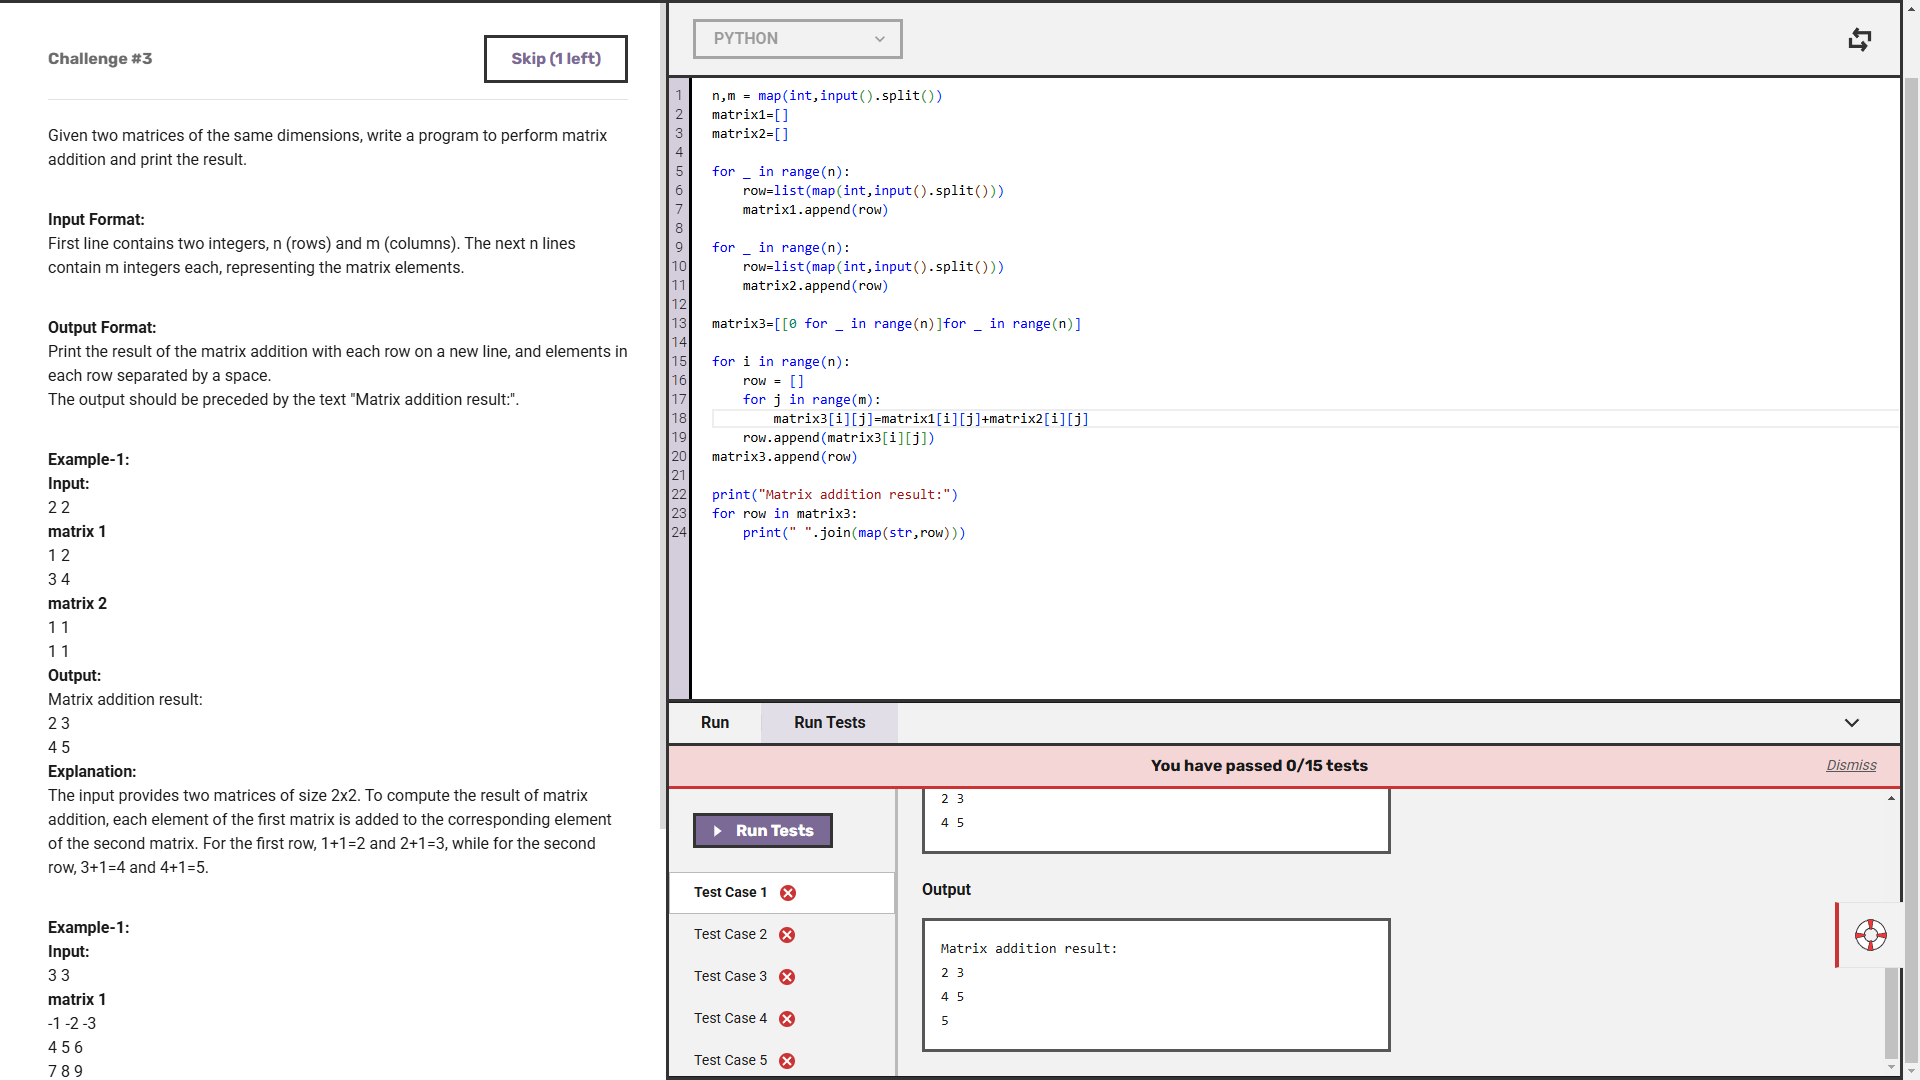 Challenge #3
Skip (1 left)
Given two matrices of the same dimensions, write a program to perform matrix
addition and print the result.
Input Format:
First line contains two integers, n (rows) and m (columns). The next n lines
contain m integers each, representing the matrix elements.
Output Format:
Print the result of the matrix addition with each row on a new line, and elements in
each row separated by a space.
The output should be preceded by the text "Matrix addition result:".
Example-1:
Input:
2 2
matrix 1
1 2
3 4
matrix 2
1 1
1 1
Output:
Matrix addition result:
2 3
4 5
Explanation:
The input provides two matrices of size 2x2. To compute the result of matrix
addition, each element of the first matrix is added to the corresponding element
of the second matrix. For the first row, 1+1=2 and 2+1=3, while for the second
row, 3+1=4 and 4+1=5.
Example-1:
Input:
3 3
matrix 1
-1 -2 -3
4 5 6
7 8 9
PYTHON
1 n,m = map(int,input().split())
2 matrix1=[]
3 matrix2=[]
4
5 for _ in range(n):
6     row=list(map(int,input().split()))
7     matrix1.append(row)
8
9 for _ in range(n):
10     row=list(map(int,input().split()))
11     matrix2.append(row)
12
13 matrix3=[[0 for _ in range(n)]for _ in range(n)]
14
15 for i in range(n):
16     row = []
17     for j in range(m):
18         matrix3[i][j]=matrix1[i][j]+matrix2[i][j]
19     row.append(matrix3[i][j])
20 matrix3.append(row)
21
22 print("Matrix addition result:")
23 for row in matrix3:
24     print(" ".join(map(str,row)))
Run
Run Tests
You have passed 0/15 tests
Dismiss
Run Tests
Test Case 1
Test Case 2
Test Case 3
Test Case 4
Test Case 5
2 3
4 5
Output
Matrix addition result:
2 3
4 5
5